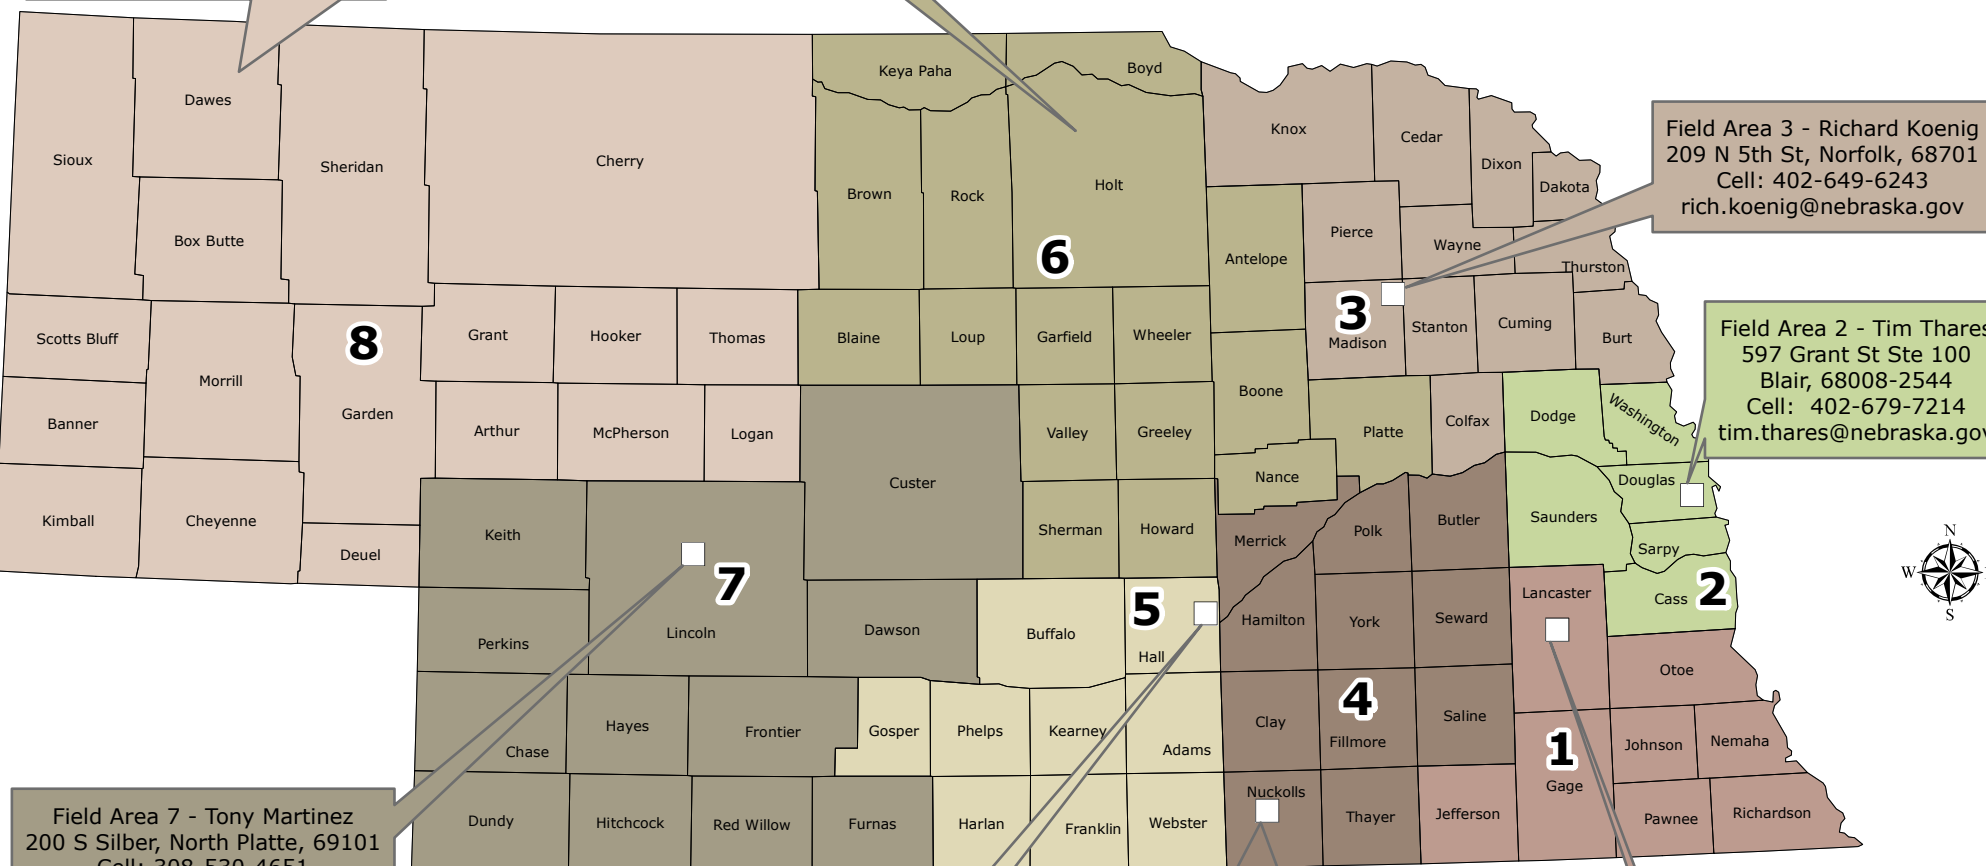 Keya Paha
Boyd
Dawes
Knox
Cedar
Sioux
Sheridan
Cherry
Dixon
Dakota
Brown
Rock
Holt
Box Butte
Pierce
Wayne
Antelope
6
Thurston
Field Area 3 - Richard Koenig
209 N 5th St, Norfolk, 68701
Cell: 402-649-6243
rich.koenig@nebraska.gov
Scotts Bluff
8
Grant
Hooker
Thomas
Blaine
Loup
Garfield
Wheeler
3
Madison
Stanton
Cuming
Burt
Morrill
Garden
Banner
Arthur
McPherson
Logan
Valley
Greeley
Boone
Platte
Colfax
Dodge
Washington
Field Area 2 - Tim Thares
597 Grant St Ste 100
Blair, 68008-2544
Cell: 402-679-7214
tim.thares@nebraska.gov
Custer
Nance
Douglas
Kimball
Cheyenne
Keith
Sherman
Howard
Merrick
Polk
Butler
Saunders
Sarpy
Deuel
7
N
W
S
Perkins
Lincoln
Dawson
Buffalo
5
Hall
Hamilton
York
Seward
Lancaster
Cass
2
Otoe
Chase
Hayes
Frontier
Gosper
Phelps
Kearney
Adams
Clay
4
Fillmore
Saline
1
Gage
Johnson
Nemaha
Dundy
Hitchcock
Red Willow
Furnas
Harlan
Franklin
Webster
Nuckolls
Thayer
Jefferson
Pawnee
Richardson
Field Area 7 - Tony Martinez
200 S Silber, North Platte, 69101
Cell: 308-530-4651